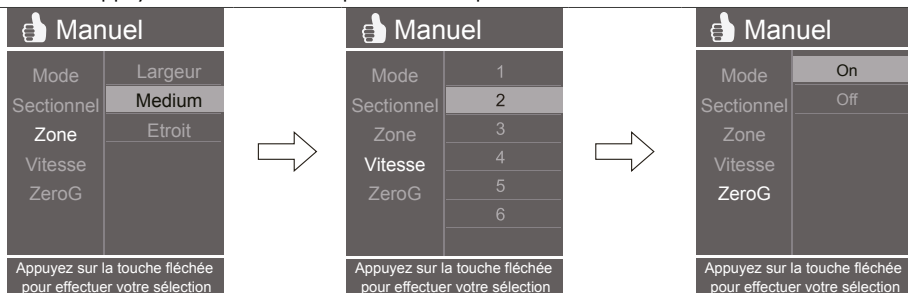 Manuel
Mode
Sectionnel
Zone
Vitesse
ZeroG
Largeur
Medium
Etroit
Appuyez sur la touche fléchée
pour effectuer votre sélection
Manuel
Mode
Sectionnel
Zone
Vitesse
ZeroG
1
2
3
4
5
6
Appuyez sur la touche fléchée
pour effectuer votre sélection
Manuel
Mode
Sectionnel
Zone
Vitesse
ZeroG
On
Off
Appuyez sur la touche fléchée
pour effectuer votre sélection